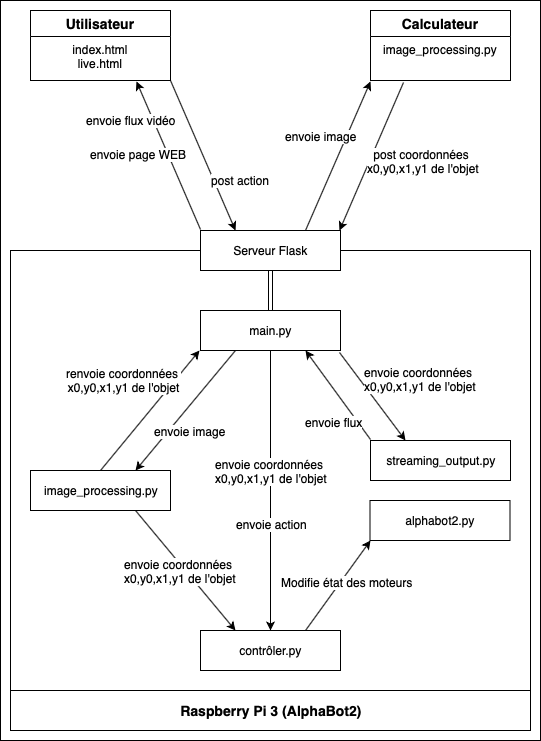 Utilisateur
index.html
live.html
Calculateur
image_processing.py
envoie flux vidéo
envoie page WEB
post action
envoie image
post coordonnées
x0,y0,x1,y1 de l'objet
Serveur Flask
main.py
renvoie coordonnées
x0,y0,x1,y1 de l'objet
envoie image
envoie coordonnées
x0,y0,x1,y1 de l'objet
envoie flux
streaming_output.py
image_processing.py
envoie coordonnées
x0,y0,x1,y1 de l'objet
envoie action
alphabot2.py
envoie coordonnées
x0,y0,x1,y1 de l'objet
Modifie état des moteurs
contrôler.py
Raspberry Pi 3 (AlphaBot2)